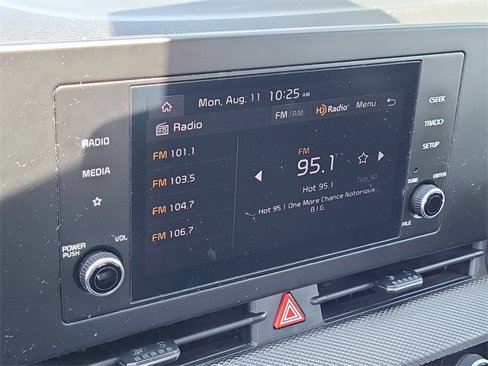 Mon, Aug. 11 10:25 AM
Radio FM/AM HD Radio Menu
FM 101.1
FM 103.5
FM 104.7
FM 106.7
FM
95.1
Hot 95.1 Top 40
Hot 95.1 One More Chance Notorious
B.I.G.
RADIO
MEDIA
POWER
PUSH
VOL
<SEEK
TRACK>
SETUP
TUNE ENTER
FILE